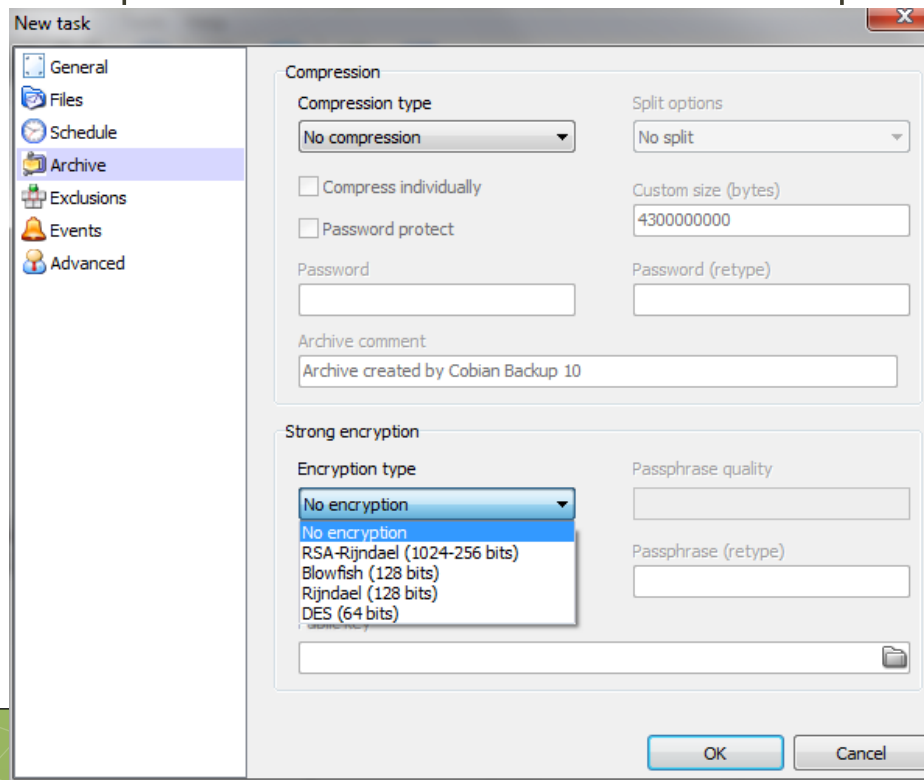 New task
General
Files
Schedule
Archive
Exclusions
Events
Advanced
Compression
Compression type
Split options
No compression
No split
Compress individually
Custom size (bytes)
4300000000
Password protect
Password
Password (retype)
Archive comment
Archive created by Cobian Backup 10
Strong encryption
Encryption type
Passphrase quality
No encryption
No encryption
RSA-Rijndael (1024-256 bits)
Blowfish (128 bits)
Rijndael (128 bits)
DES (64 bits)
Passphrase (retype)
OK
Cancel